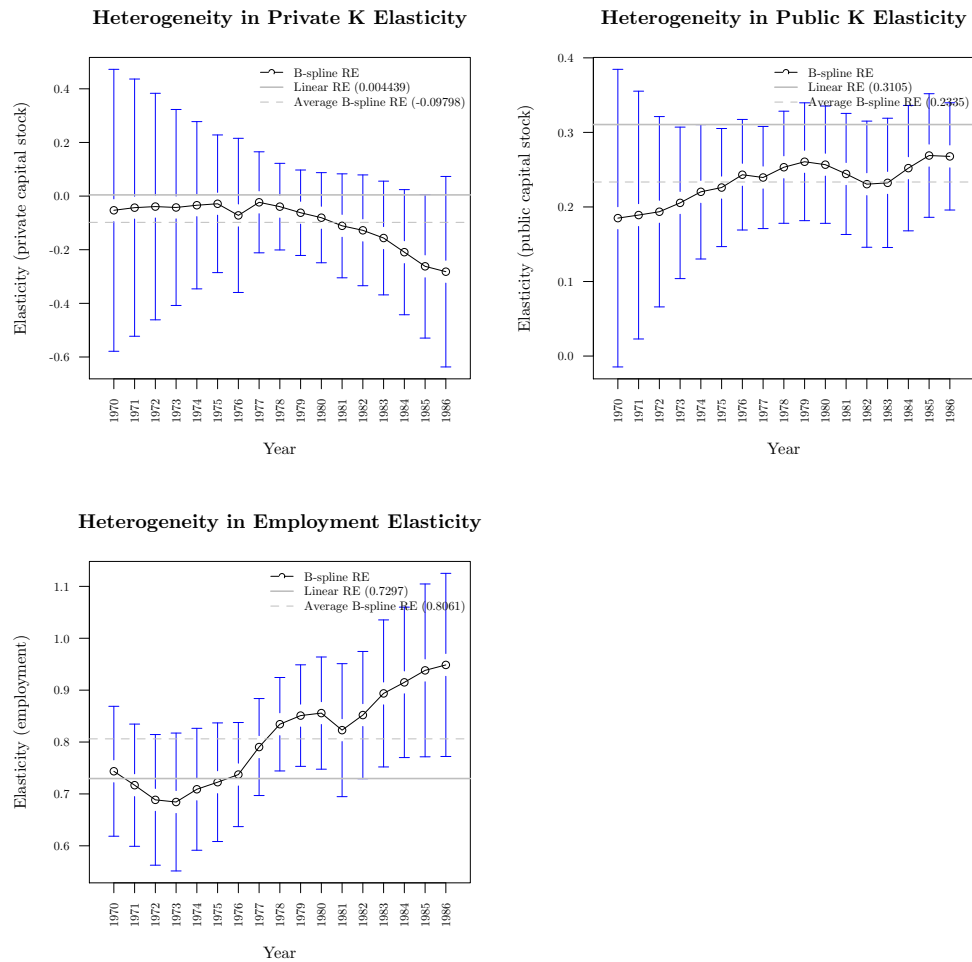 Heterogeneity in Private K Elasticity
B-spline RE
Linear RE (0.004439)
Average B-spline RE (-0.09798)
Elasticity (private capital stock)
0.4
0.2
0.0
-0.2
-0.4
-0.6
1970 1971 1972 1973 1974 1975 1976 1977 1978 1979 1980 1981 1982 1983 1984 1985 1986
Year
Heterogeneity in Public K Elasticity
B-spline RE
Linear RE (0.3105)
Average B-spline RE (0.2335)
Elasticity (public capital stock)
0.4
0.3
0.2
0.1
0.0
1970 1971 1972 1973 1974 1975 1976 1977 1978 1979 1980 1981 1982 1983 1984 1985 1986
Year
Heterogeneity in Employment Elasticity
B-spline RE
Linear RE (0.7297)
Average B-spline RE (0.8061)
Elasticity (employment)
1.1
1.0
0.9
0.8
0.7
0.6
1970 1971 1972 1973 1974 1975 1976 1977 1978 1979 1980 1981 1982 1983 1984 1985 1986
Year